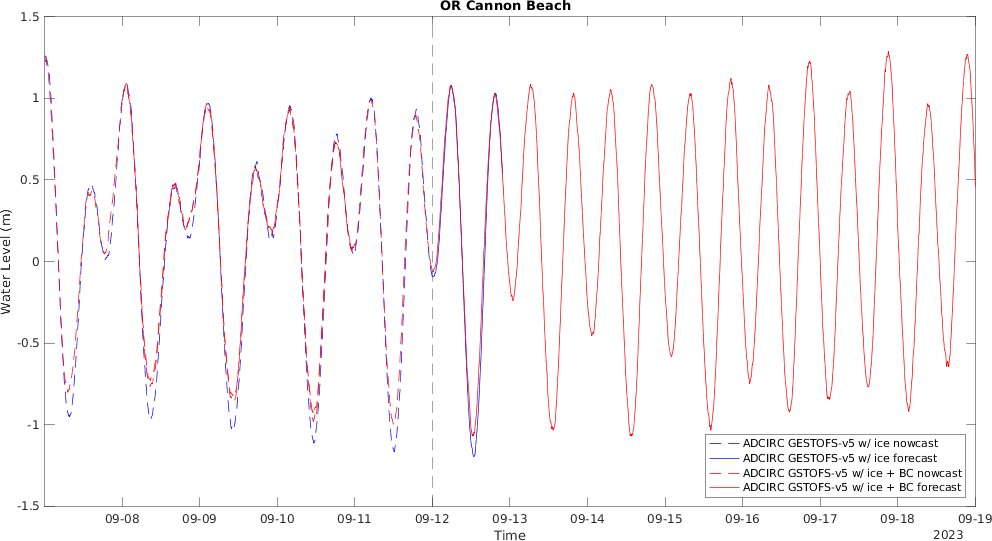 OR Cannon Beach
1.5
1
0.5
0
-0.5
-1
-1.5
Water Level (m)
09-08 09-09 09-10 09-11 09-12 09-13 09-14 09-15 09-16 09-17 09-18 09-19
Time
2023
ADCIRC GESTOFS-v5 w/ ice nowcast
ADCIRC GESTOFS-v5 w/ ice forecast
ADCIRC GSTOFS-v5 w/ ice + BC nowcast
ADCIRC GSTOFS-v5 w/ ice + BC forecast